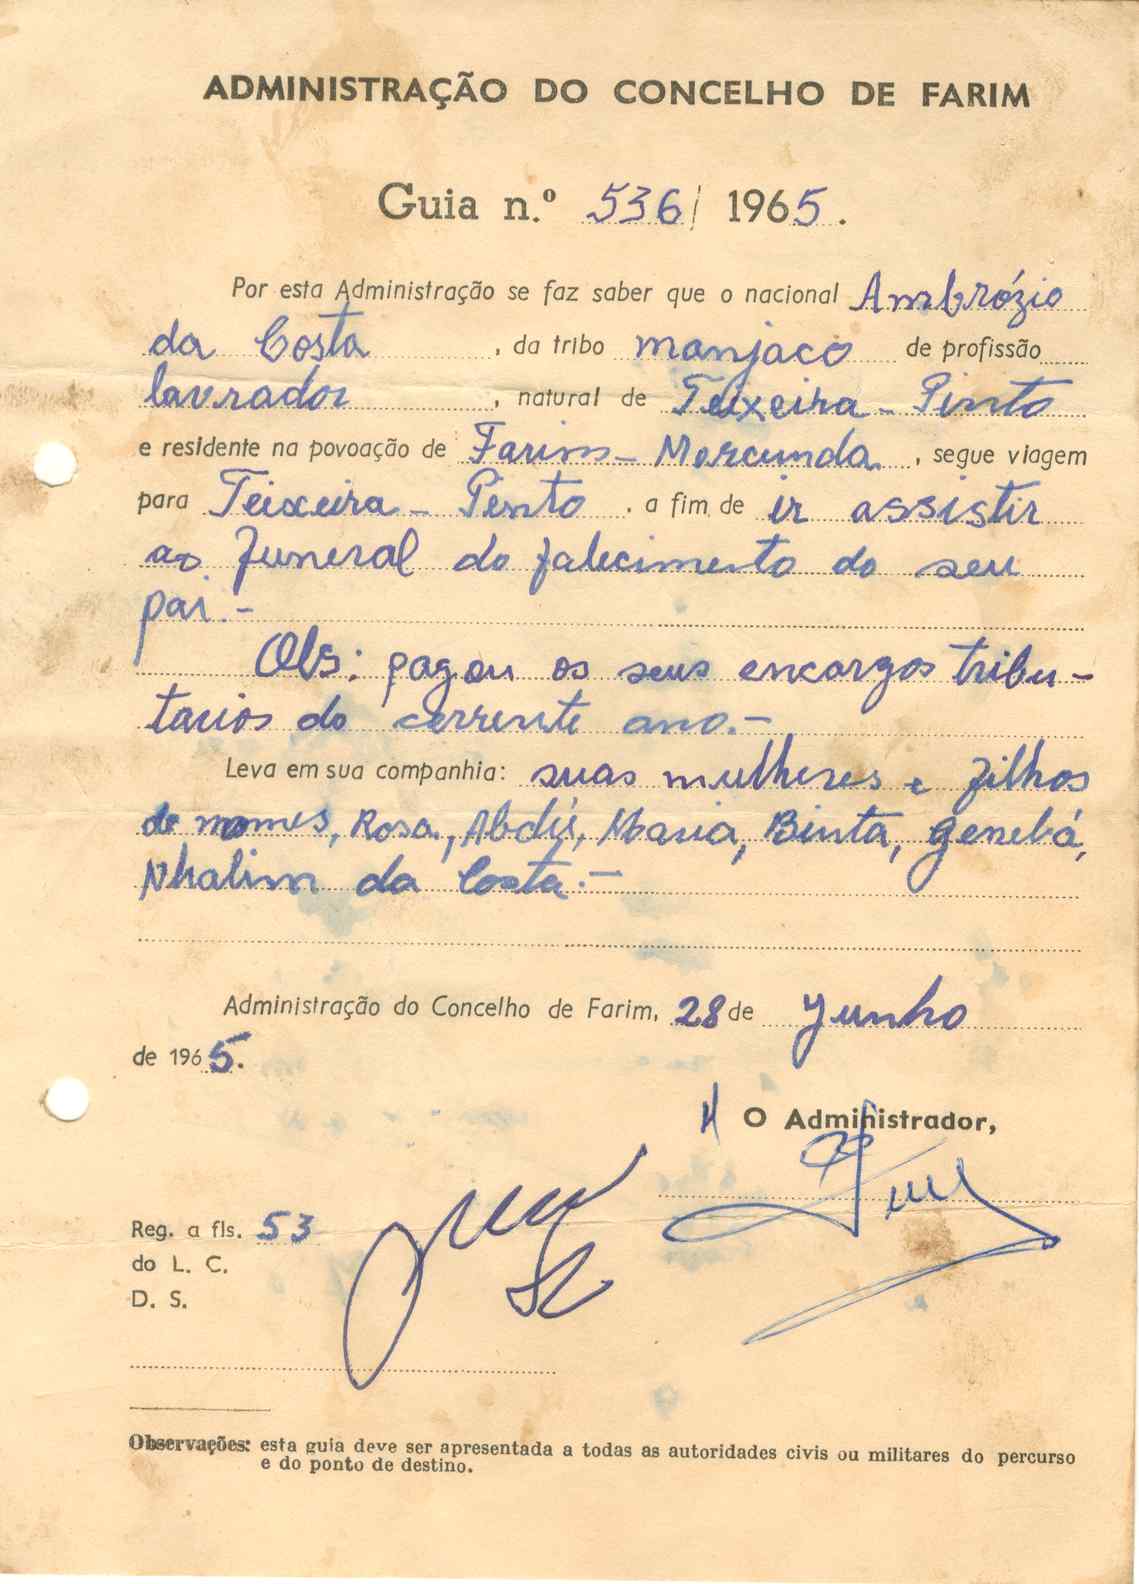 ADMINISTRAÇÃO DO CONCELHO DE FARIM
Guia n.º 536/1965.
Por esta Administração se faz saber que o nacional Ambrózio
da Costa, da tribo manjaco de profissão
lavrador, natural de Teixeira-Pinto
e residente na povoação de Farim-Morcunda, segue viagem
para Teixeira-Pinto, a fim de ir assistir
ao funeral do falecimento do seu
pai.-
Obs: pagou os seus encargos tribu-
tarios do corrente ano.-
Leva em sua companhia: suas mulheres e filhos
de nomes, Rosa, Abdú, Maria, Binta, Genebá,
Nhalim da Costa.-
Administração do Concelho de Farim, 28 de Junho
de 1965.
O Administrador,
Reg. a fls. 53
do L. C.
D. S.
Observações: esta guia deve ser apresentada a todas as autoridades civis ou militares do percurso
e do ponto de destino.